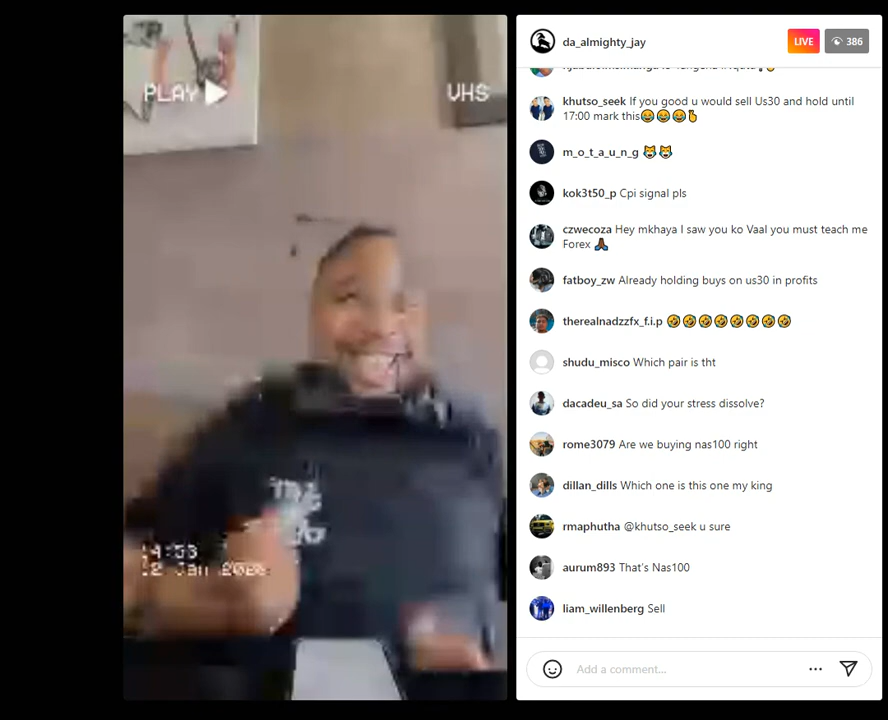 PLAY
VHS
12 Jan 2020
da_almighty_jay
LIVE
386
khutso_seek If you good u would sell Us30 and hold until
17:00 mark this
m_o_t_a_u_n_g
kok3t50_p Cpi signal pls
czwecoza Hey mkhaya I saw you ko Vaal you must teach me
Forex
fatboy_zw Already holding buys on us30 in profits
therealnadzzfx_f.i.p
shudu_misco Which pair is tht
dacadeu_sa So did your stress dissolve?
rome3079 Are we buying nas100 right
dillan_dills Which one is this one my king
rmaphutha @khutso_seek u sure
aurum893 That's Nas100
liam_willenberg Sell
Add a comment...